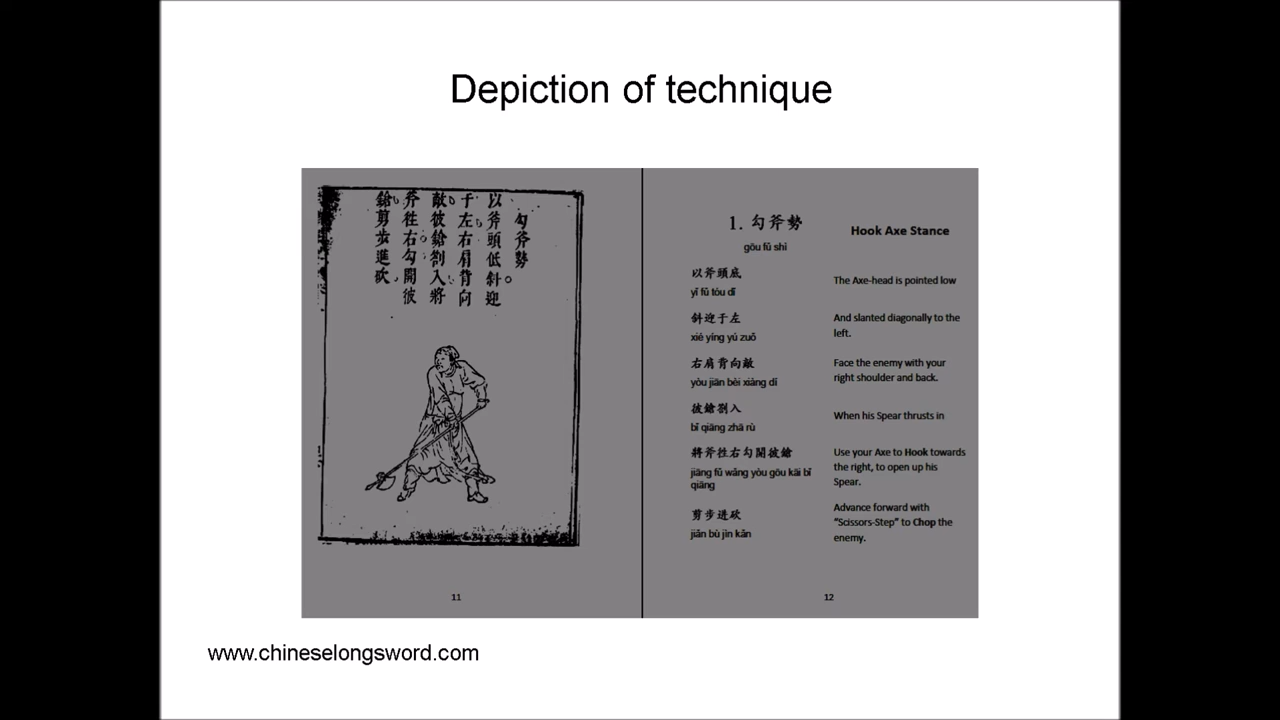 Depiction of technique
勾斧勢
以斧頭低斜迎
于左右肩背向
敵彼鎗劄入將
斧徃右勾開彼
鎗剪步進砍
11
1. 勾斧勢
gōu fǔ shì
Hook Axe Stance
以斧頭底
yǐ fǔ tóu dǐ
The Axe-head is pointed low
斜迎于左
xié yíng yú zuǒ
And slanted diagonally to the
left.
右肩背向敵
yòu jiān bèi xiàng dí
Face the enemy with your
right shoulder and back.
彼鎗劄入
bǐ qiāng zhā rù
When his Spear thrusts in
將斧徃右勾開彼鎗
jiāng fǔ wǎng yòu gōu kāi bǐ
qiāng
Use your Axe to Hook towards
the right, to open up his
Spear.
剪步进砍
jiǎn bù jìn kǎn
Advance forward with
“Scissors-Step” to Chop the
enemy.
12
www.chineselongsword.com